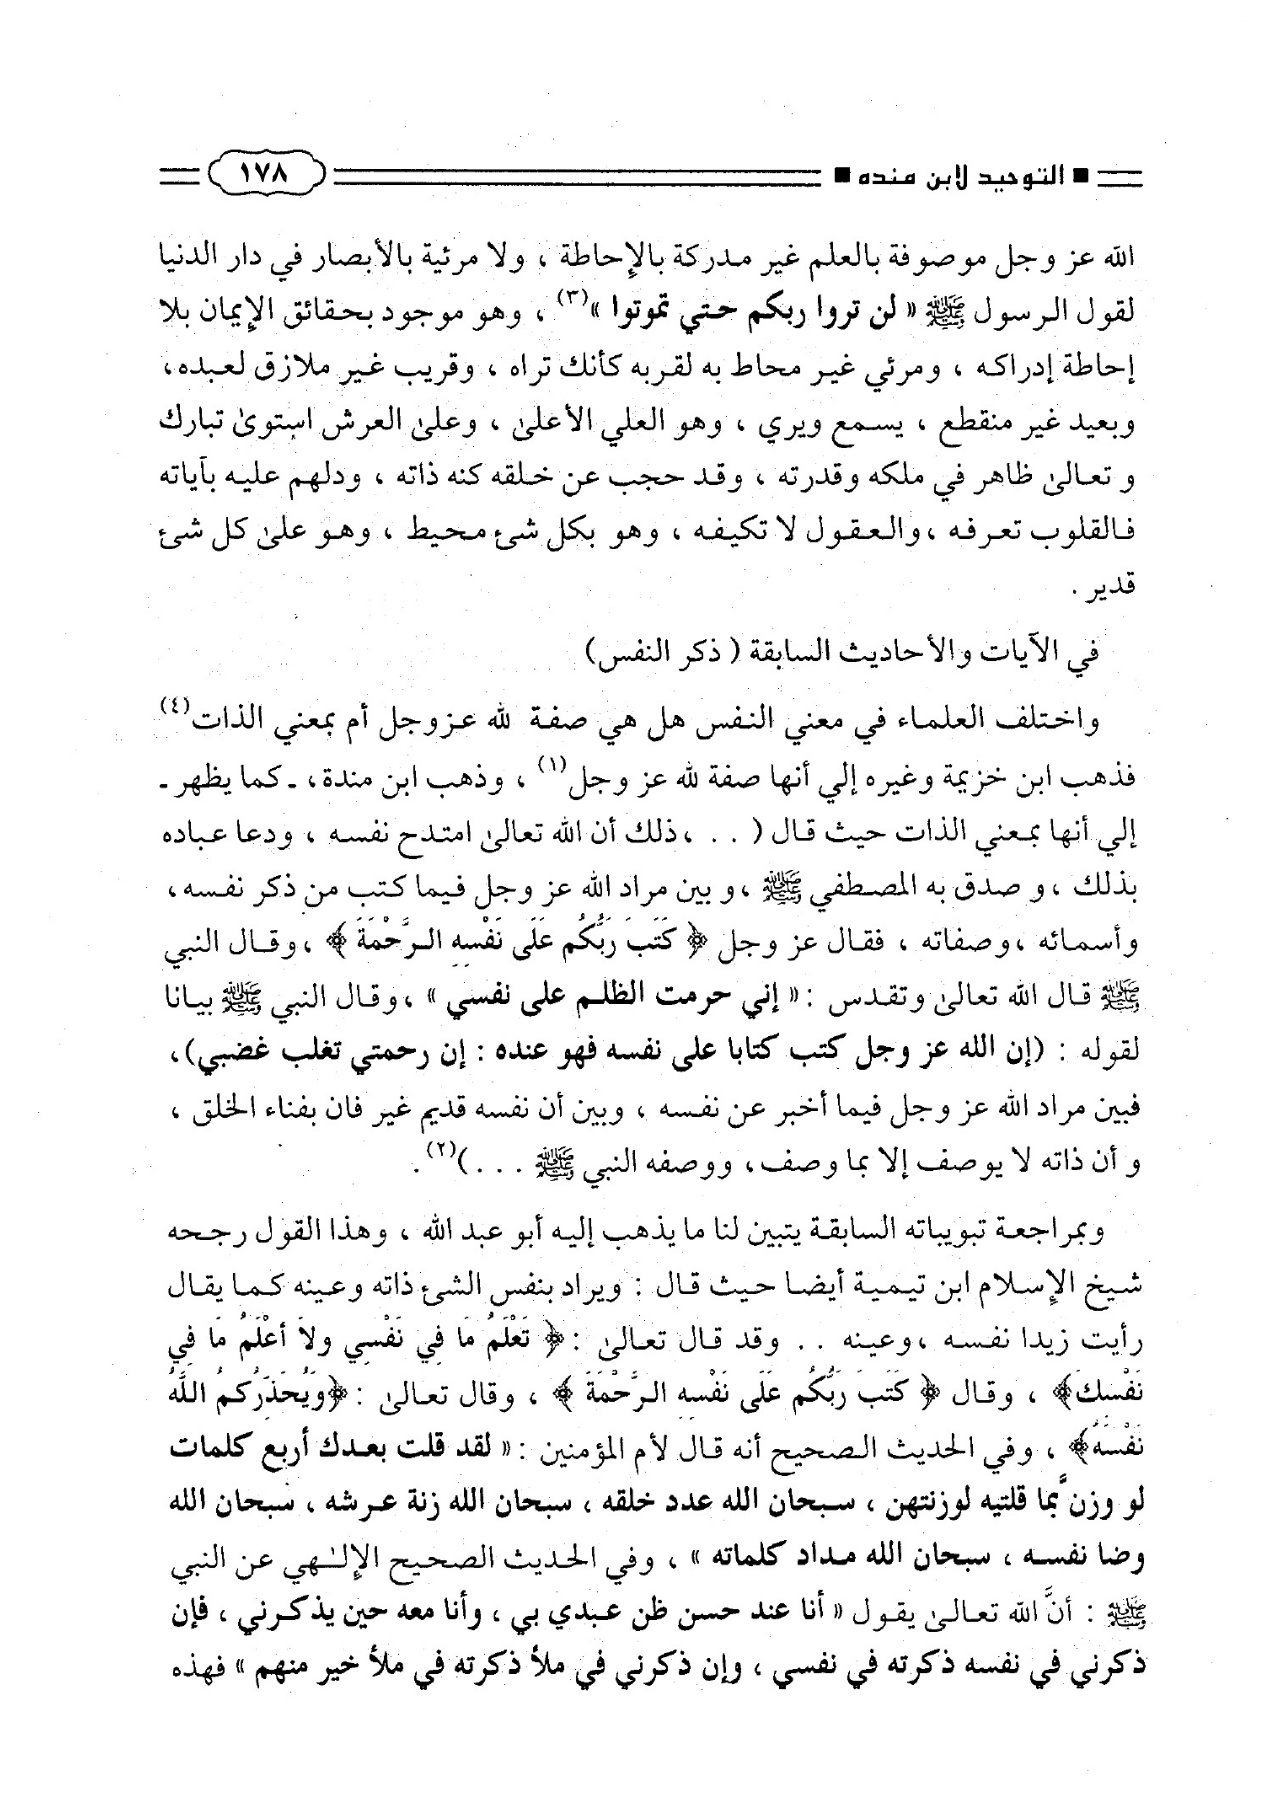 ■ التوحيد لابن منده ■ ١٧٨
الله عز وجل موصوفة بالعلم غير مدركة بالإحاطة ، ولا مرئية بالأبصار في دار الدنيا
لقول الرسول ﷺ « لن تروا ربكم حتي تموتوا »(٣) ، وهو موجود بحقائق الإيمان بلا
إحاطة إدراكه ، ومرئي غير محاط به لقربه كأنك تراه ، وقريب غير ملازق لعبده،
وبعيد غير منقطع ، يسمع ويري ، وهو العلي الأعلىٰ ، وعلىٰ العرش استوىٰ تبارك
و تعالىٰ ظاهر في ملكه وقدرته ، وقد حجب عن خلقه كنه ذاته ، ودلهم عليه بآياته
فالقلوب تعرفه ،والعقول لا تكيفه ، وهو بكل شئ محيط ، وهو علىٰ كل شئ
قدير .
في الآيات والأحاديث السابقة ( ذكر النفس)
واختلف العلماء في معني النفس هل هي صفة لله عزوجل أم بمعني الذات(٤)
فذهب ابن خزيمة وغيره إلي أنها صفة لله عز وجل(١) ، وذهب ابن مندة، ـ كما يظهر ـ
إلي أنها بمعني الذات حيث قال ( . . ،ذلك أن الله تعالىٰ امتدح نفسه ، ودعا عباده
بذلك ،و صدق به المصطفي ﷺ ،و بين مراد الله عز وجل فيما كتب من ذكر نفسه،
وأسمائه ،وصفاته ، فقال عز وجل ﴿ كَتَبَ رَبُّكُم عَلَى نَفْسِهِ الرَّحْمَةَ ﴾ ،وقال النبي
ﷺ قال الله تعالىٰ وتقدس :« إني حرمت الظلم على نفسي » ،وقال النبي ﷺ بيانا
لقوله : (إن الله عز وجل كتب كتابا على نفسه فهو عنده : إن رحمتي تغلب غضبي)،
فبين مراد الله عز وجل فيما أخبر عن نفسه ، وبين أن نفسه قديم غير فان بفناء الخلق ،
و أن ذاته لا يوصف إلا بما وصف، ووصفه النبي ﷺ . . .)(٢).
وبمراجعة تبويباته السابقة يتبين لنا ما يذهب إليه أبو عبد الله ، وهذا القول رجحه
شيخ الإسلام ابن تيمية أيضا حيث قال : ويراد بنفس الشئ ذاته وعينه كما يقال
رأيت زيدا نفسه ،وعينه . . وقد قال تعالىٰ :﴿ تَعْلَمُ مَا فِي نَفْسِي ولاَ أعْلَمُ مَا فِي
نَفْسِكَ﴾ ، وقال ﴿ كَتَبَ رَبُّكُم عَلَى نَفْسِهِ الرَّحْمَةَ ﴾ ، وقال تعالىٰ :﴿وَيُحَذِّرُكمُ اللَّهُ
نَفْسَهُ﴾ ، وفي الحديث الصحيح أنه قال لأم المؤمنين :« لقد قلت بعدك أربع كلمات
لو وزن بما قلتيه لوزنتهن ، سبحان الله عدد خلقه ، سبحان الله زنة عرشه ، سبحان الله
وضا نفسه ، سبحان الله مداد كلماته » ، وفي الحديث الصحيح الإلـٰهي عن النبي
ﷺ : أنَّ الله تعالىٰ يقول « أنا عند حسن ظن عبدي بي ، وأنا معه حين يذكرني ، فإن
ذكرني في نفسه ذكرته في نفسي ، وإن ذكرني في ملأ ذكرته في ملأ خير منهم » فهذه